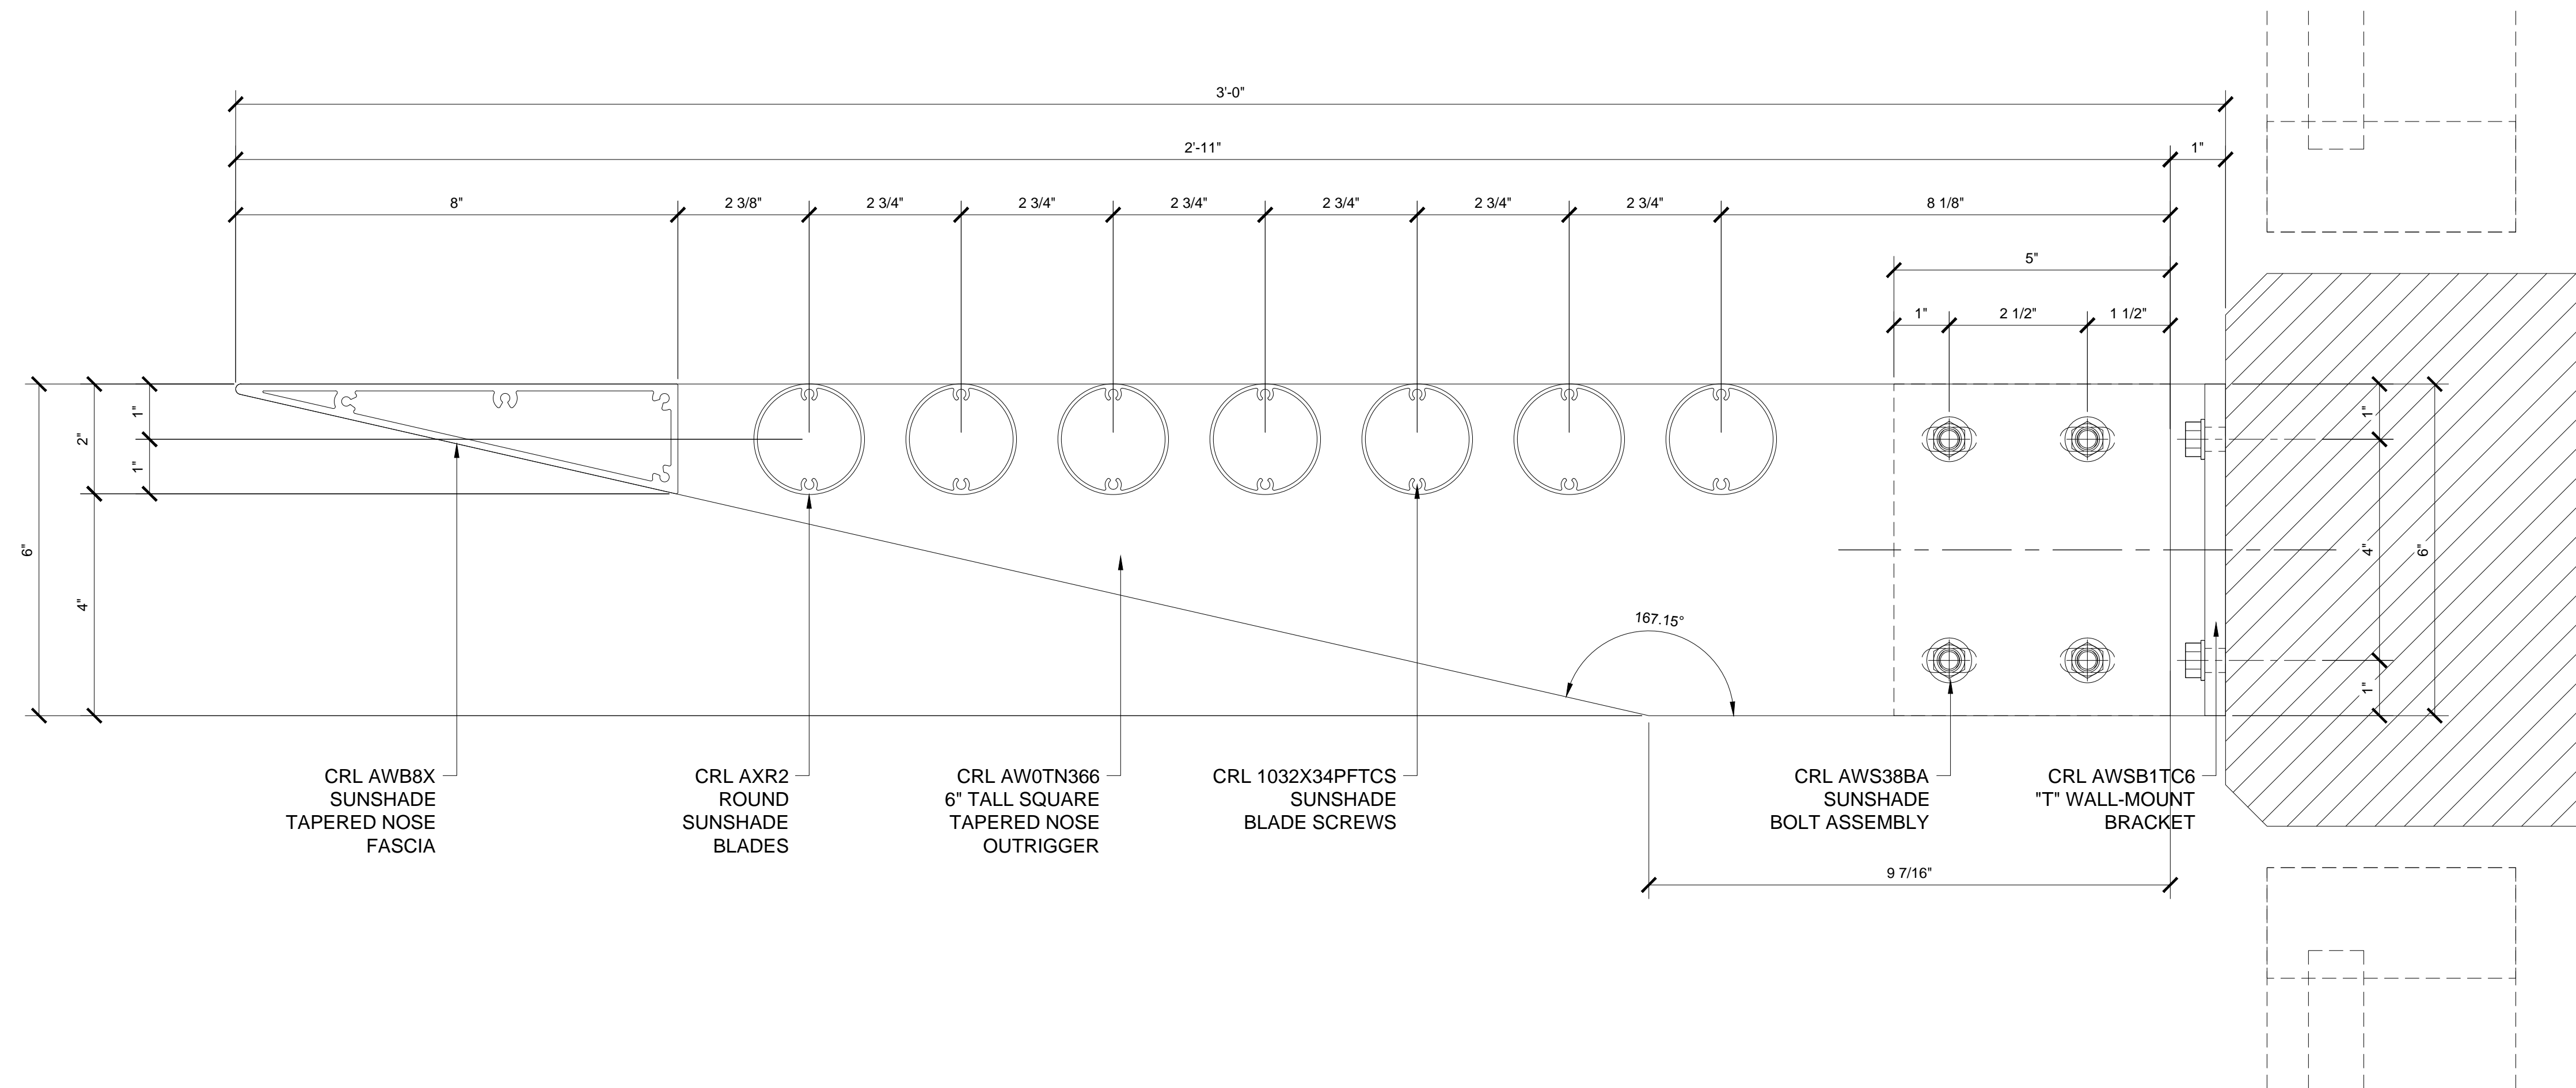 3'-0"
2'-11"
1"
8"
2 3/8"
2 3/4"
2 3/4"
2 3/4"
2 3/4"
2 3/4"
2 3/4"
8 1/8"
5"
1"
2 1/2"
1 1/2"
1"
2"
1"
6"
4"
1"
4"
6"
1"
167.15°
CRL AWB8X
SUNSHADE
TAPERED NOSE
FASCIA
CRL AXR2
ROUND
SUNSHADE
BLADES
CRL AW0TN366
6" TALL SQUARE
TAPERED NOSE
OUTRIGGER
CRL 1032X34PFTCS
SUNSHADE
BLADE SCREWS
CRL AWS38BA
SUNSHADE
BOLT ASSEMBLY
CRL AWSB1TC6
"T" WALL-MOUNT
BRACKET
9 7/16"